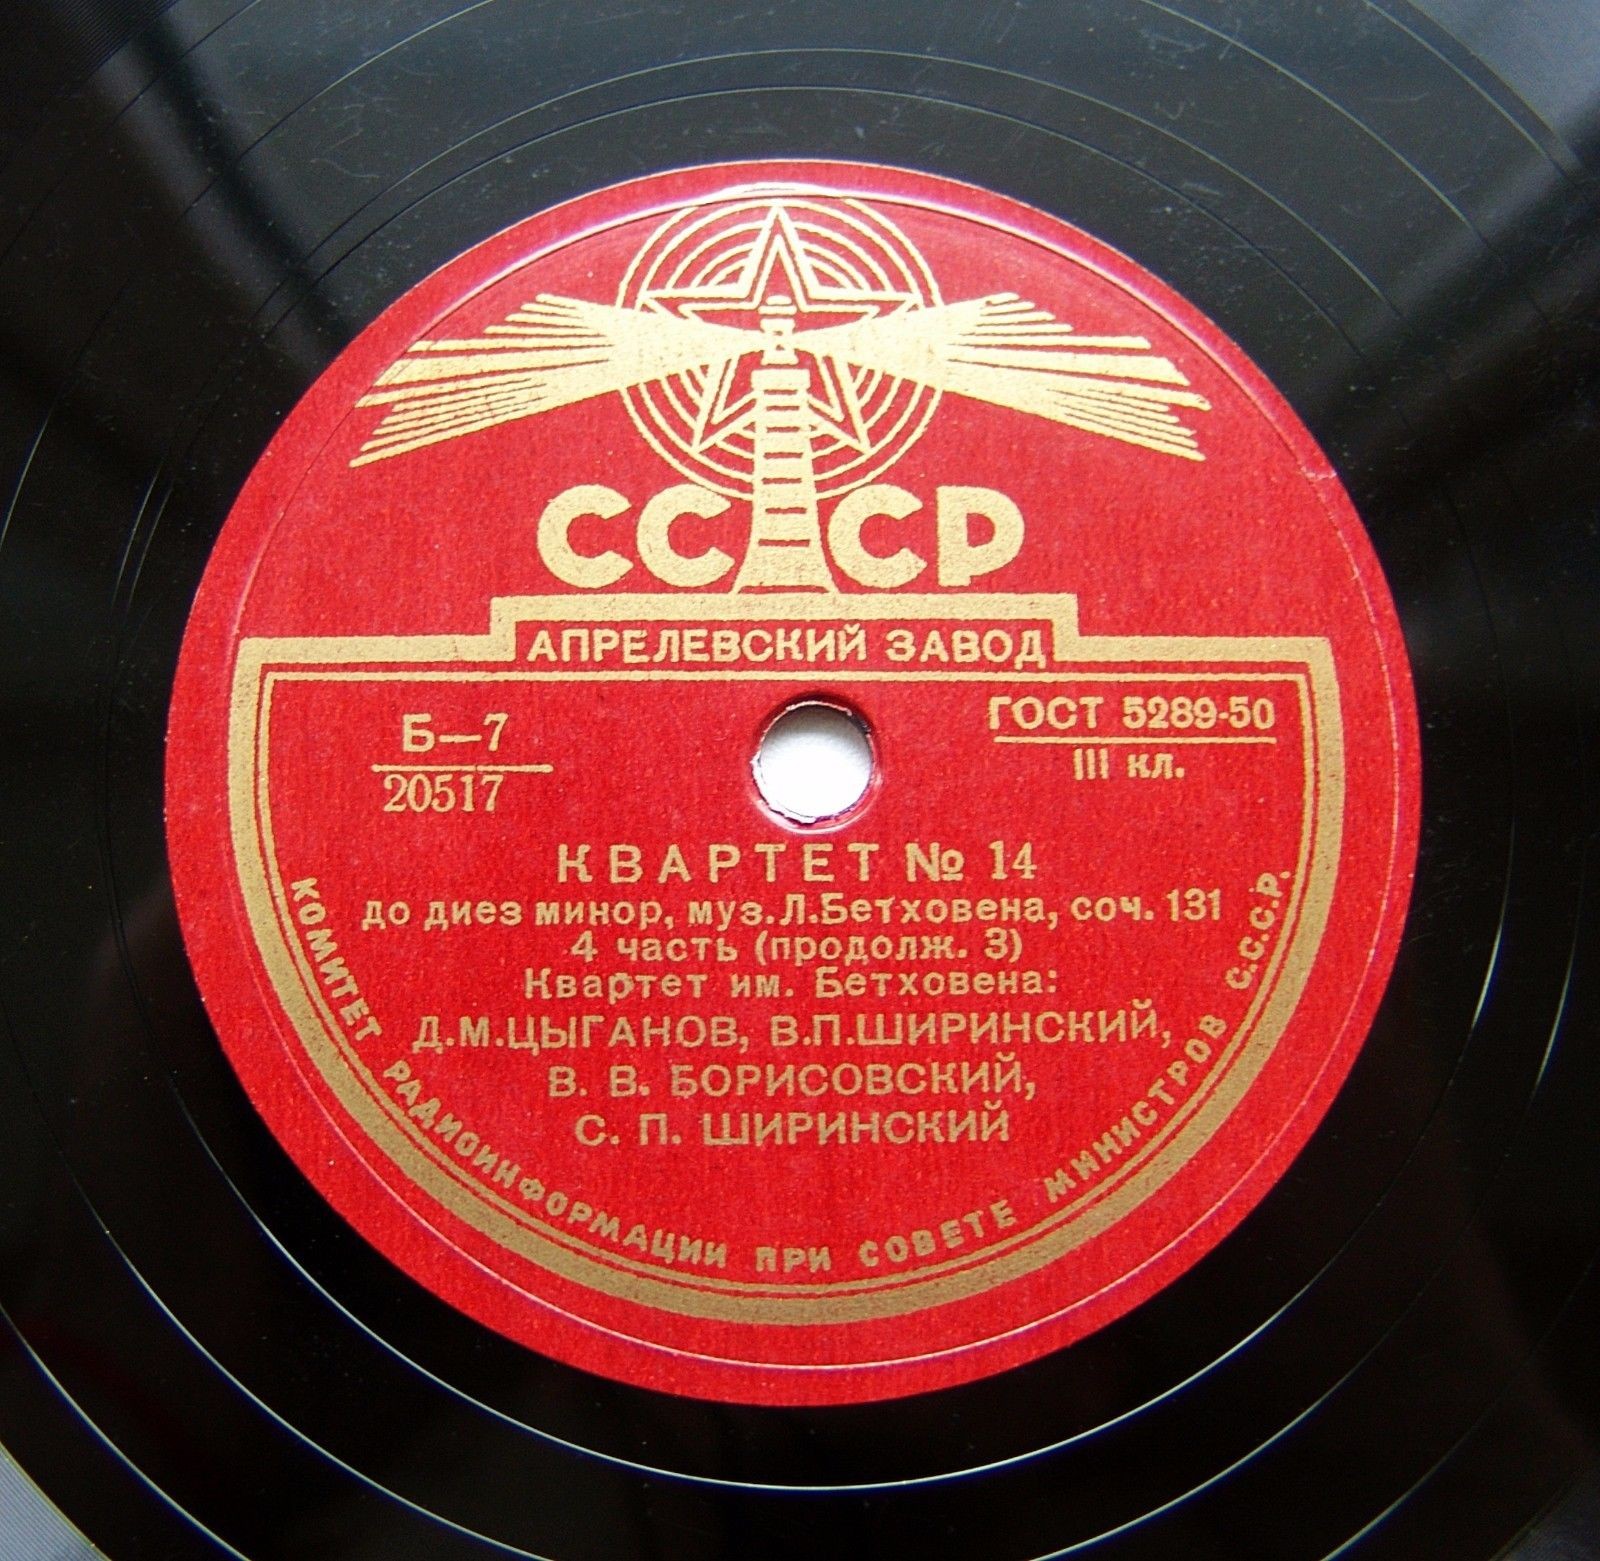 СССР
АПРЕЛЕВСКИЙ ЗАВОД
Б—7
20517
ГОСТ 5289-50
III кл.
КВАРТЕТ № 14
до диез минор, муз. Л. Бетховена, соч. 131
4 часть (продолж. 3)
Квартет им. Бетховена:
Д. М. ЦЫГАНОВ, В. П. ШИРИНСКИЙ,
В. В. БОРИСОВСКИЙ,
С. П. ШИРИНСКИЙ
КОМИТЕТ РАДИОИНФОРМАЦИИ ПРИ СОВЕТЕ МИНИСТРОВ С.С.С.Р.